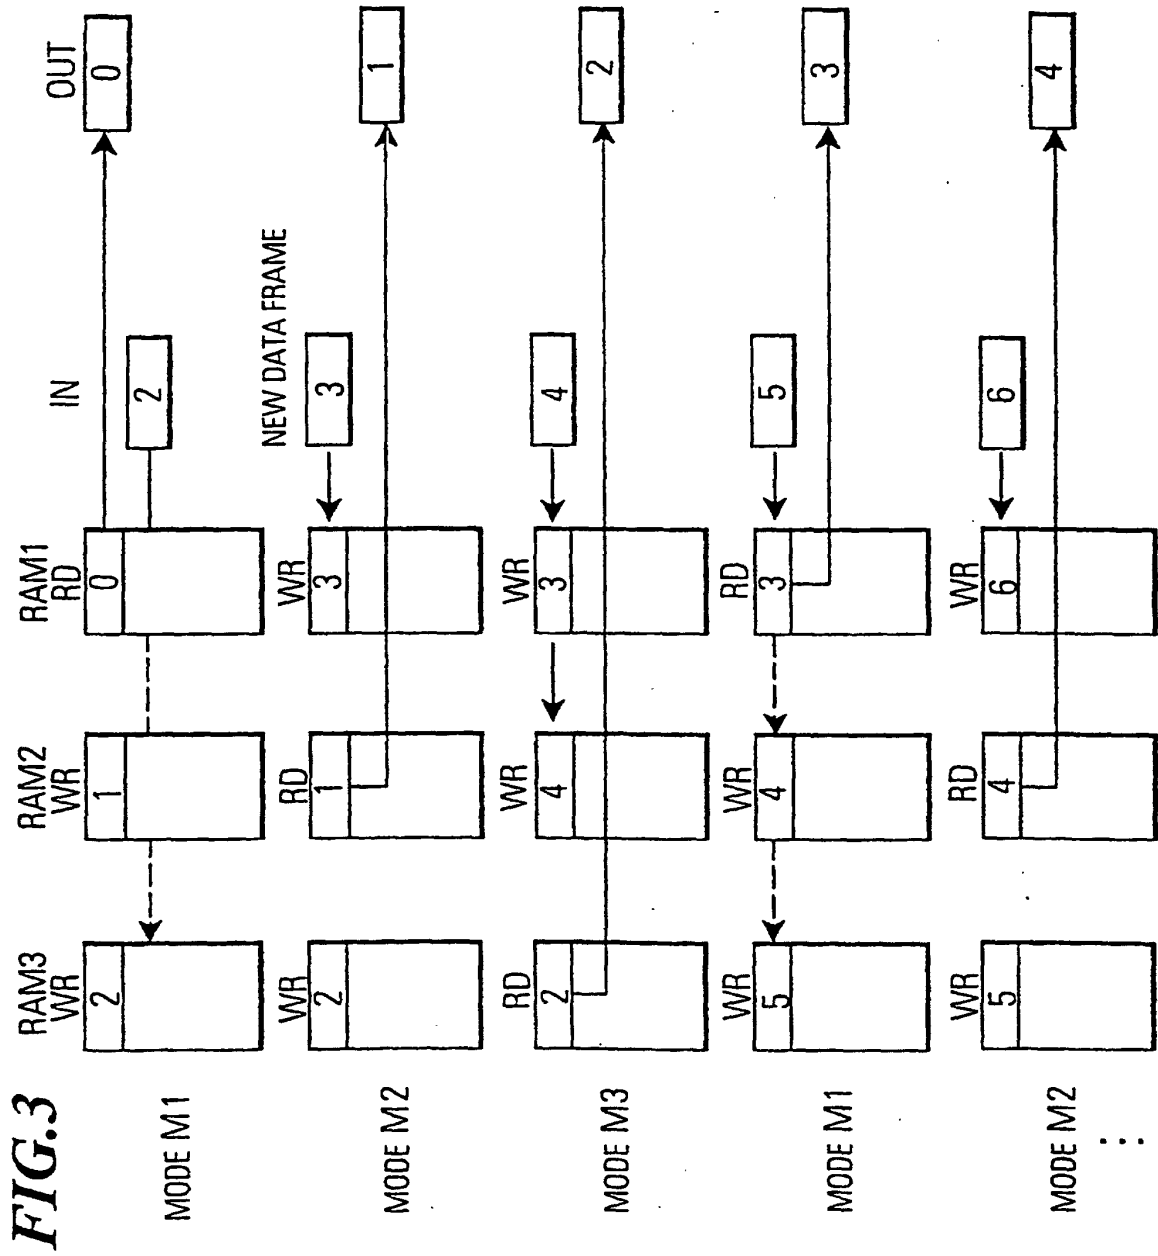 FIG.3
RAM3 RAM2 RAM1 IN OUT
WR WR RD
MODE M1 2 1 0 2 0
NEW DATA FRAME
WR RD WR
MODE M2 2 1 3 3 1
RD WR WR
MODE M3 2 4 3 4 2
WR WR RD
MODE M1 5 4 3 5 3
WR RD WR
MODE M2 5 4 6 6 4
⋮